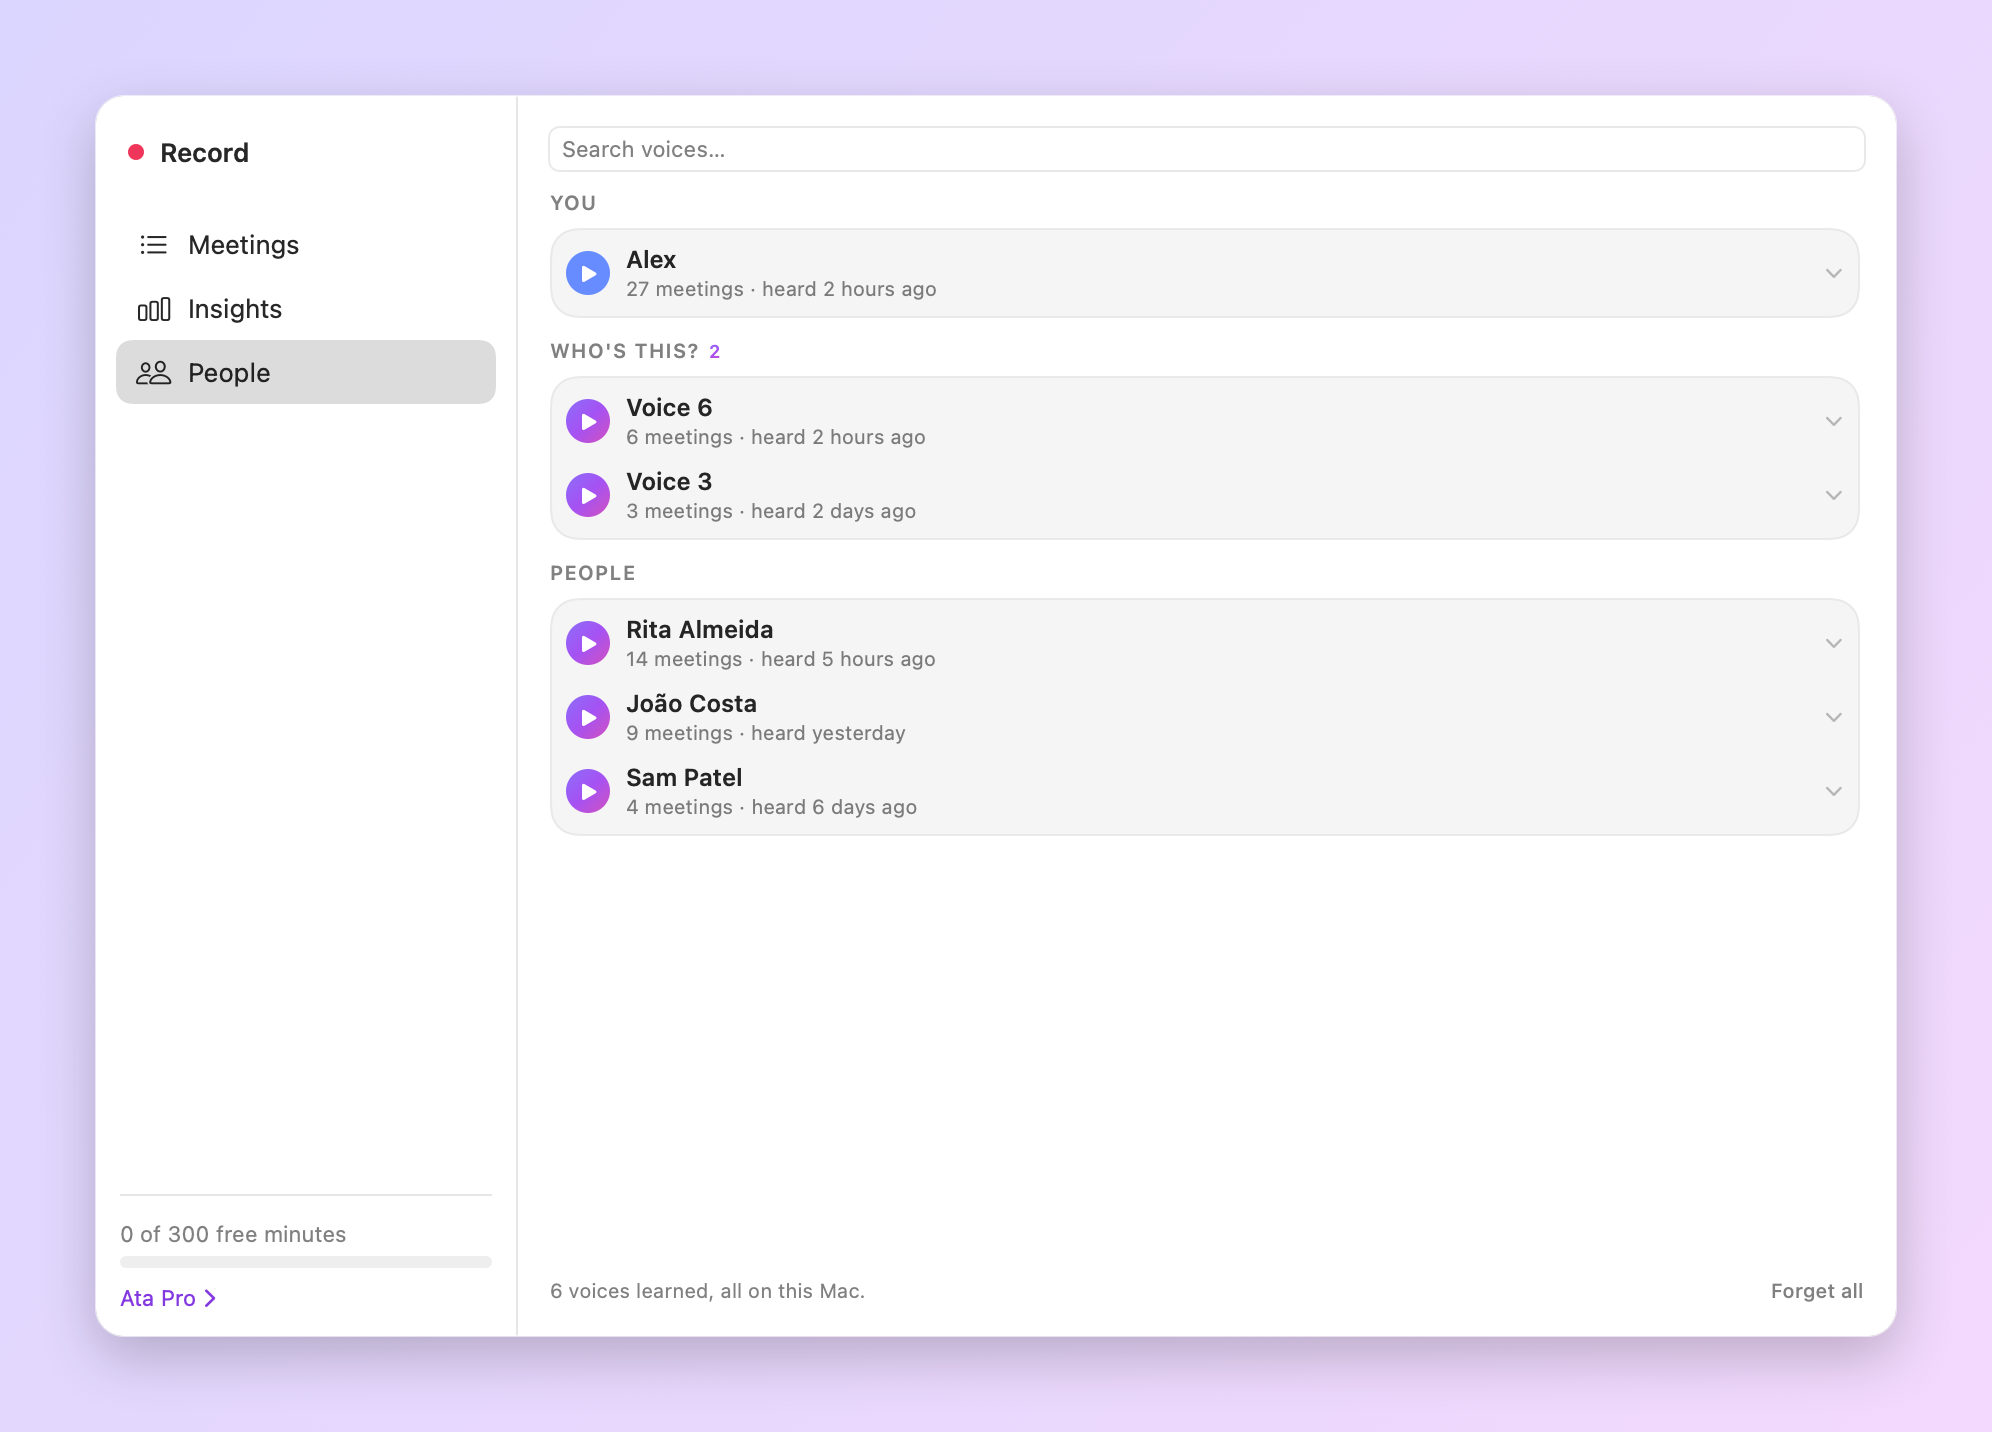 Record
Meetings
Insights
People
0 of 300 free minutes
Ata Pro
Search voices...
YOU
Alex
27 meetings · heard 2 hours ago
WHO'S THIS? 2
Voice 6
6 meetings · heard 2 hours ago
Voice 3
3 meetings · heard 2 days ago
PEOPLE
Rita Almeida
14 meetings · heard 5 hours ago
João Costa
9 meetings · heard yesterday
Sam Patel
4 meetings · heard 6 days ago
6 voices learned, all on this Mac.
Forget all